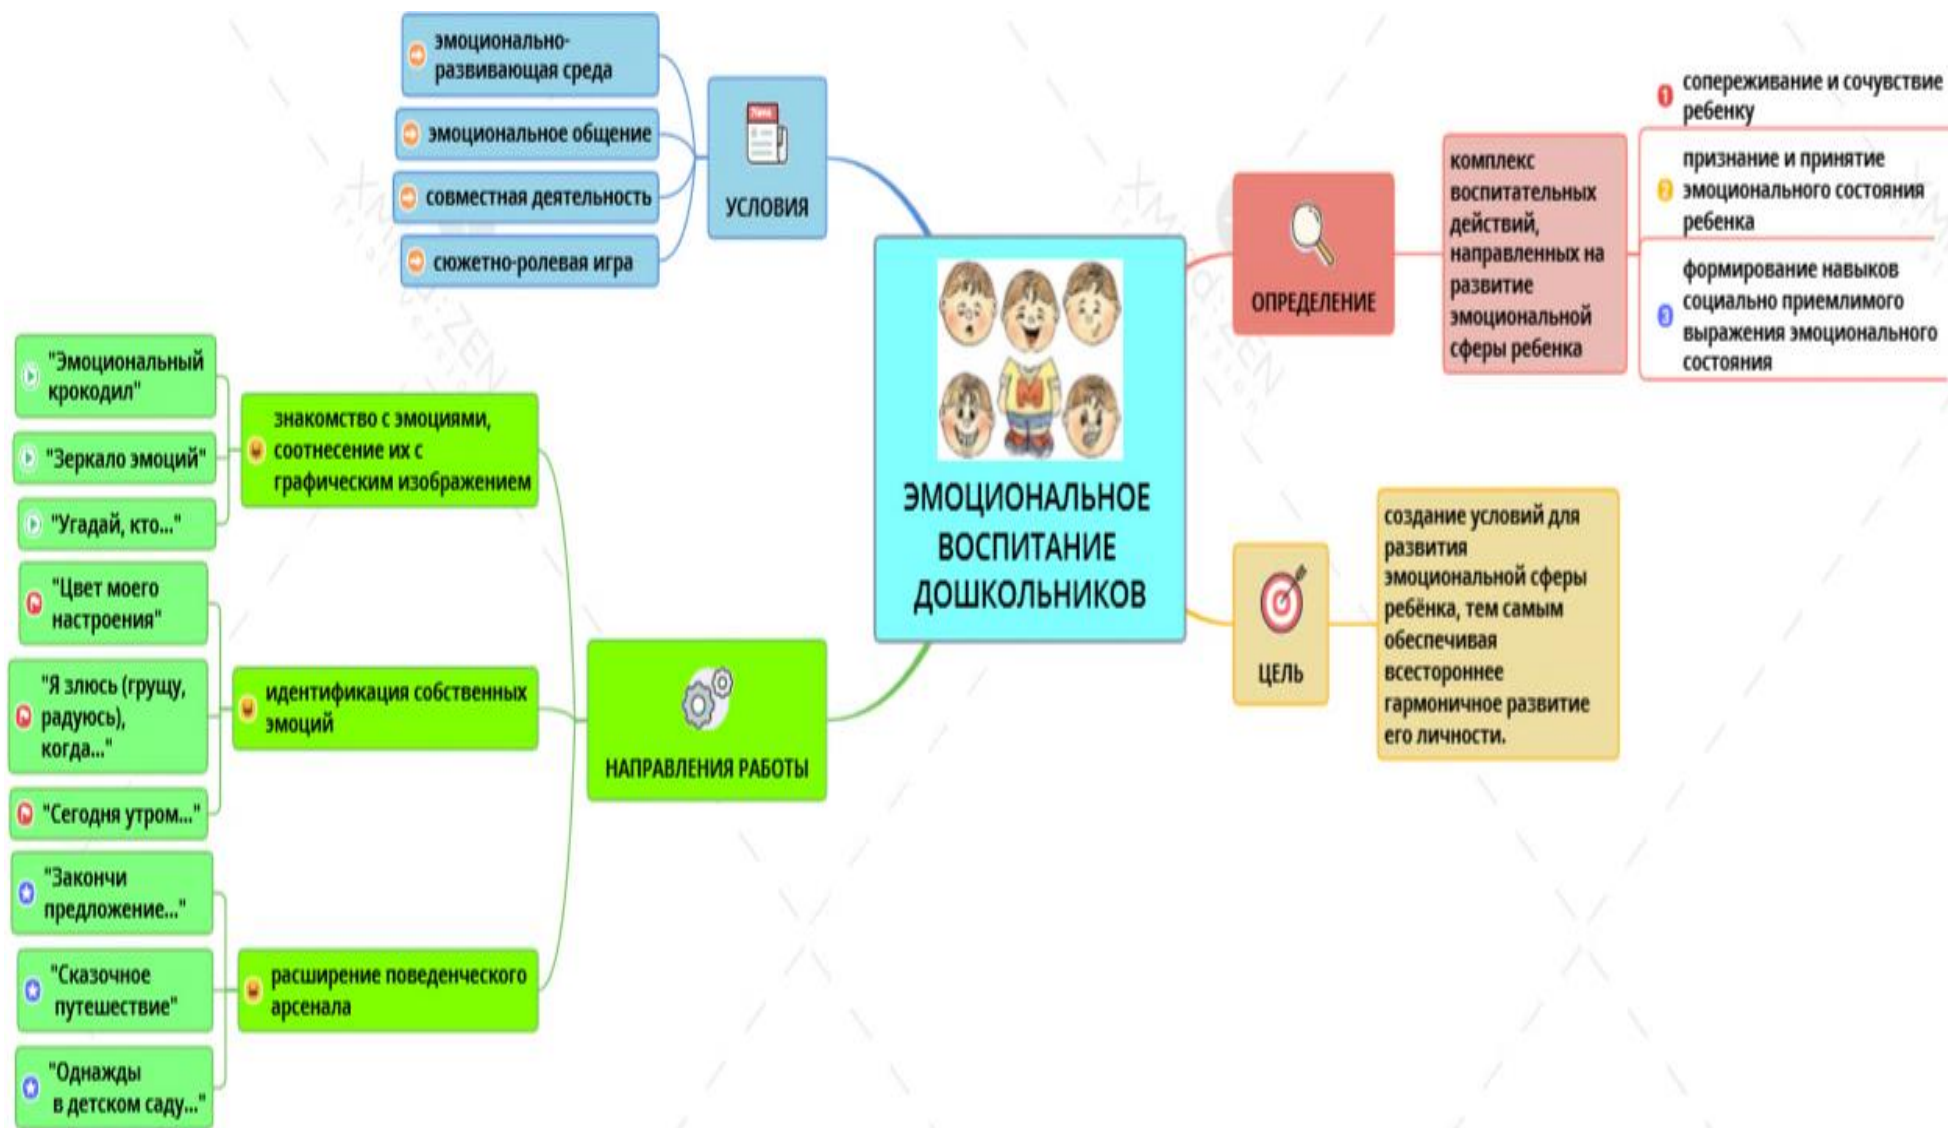 ЭМОЦИОНАЛЬНОЕ
ВОСПИТАНИЕ
ДОШКОЛЬНИКОВ
ОПРЕДЕЛЕНИЕ
комплекс
воспитательных
действий,
направленных на
развитие
эмоциональной
сферы ребенка
1
сопереживание и сочувствие
ребенку
2
признание и принятие
эмоционального состояния
ребенка
3
формирование навыков
социально приемлимого
выражения эмоционального
состояния
ЦЕЛЬ
создание условий для
развития
эмоциональной сферы
ребёнка, тем самым
обеспечивая
всестороннее
гармоничное развитие
его личности.
УСЛОВИЯ
эмоционально-
развивающая среда
эмоциональное общение
совместная деятельность
сюжетно-ролевая игра
НАПРАВЛЕНИЯ РАБОТЫ
знакомство с эмоциями,
соотнесение их с
графическим изображением
"Эмоциональный
крокодил"
"Зеркало эмоций"
"Угадай, кто..."
идентификация собственных
эмоций
"Цвет моего
настроения"
"Я злюсь (грущу,
радуюсь),
когда..."
"Сегодня утром..."
расширение поведенческого
арсенала
"Закончи
предложение..."
"Сказочное
путешествие"
"Однажды
в детском саду..."